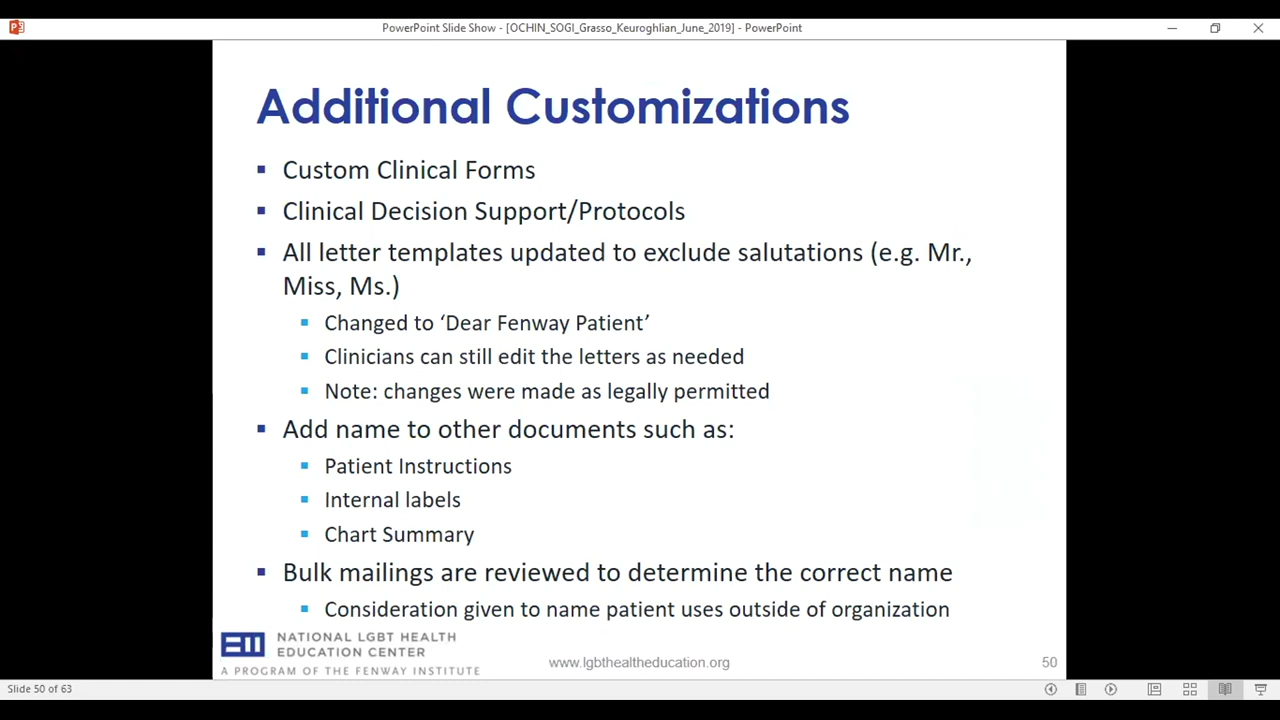 PowerPoint Slide Show - [OCHIN_SOGI_Grasso_Keuroghlian_June_2019] - PowerPoint
Additional Customizations
Custom Clinical Forms
Clinical Decision Support/Protocols
All letter templates updated to exclude salutations (e.g. Mr.,
Miss, Ms.)
Changed to ‘Dear Fenway Patient’
Clinicians can still edit the letters as needed
Note: changes were made as legally permitted
Add name to other documents such as:
Patient Instructions
Internal labels
Chart Summary
Bulk mailings are reviewed to determine the correct name
Consideration given to name patient uses outside of organization
NATIONAL LGBT HEALTH
EDUCATION CENTER
A PROGRAM OF THE FENWAY INSTITUTE
www.lgbthealtheducation.org
50
Slide 50 of 63